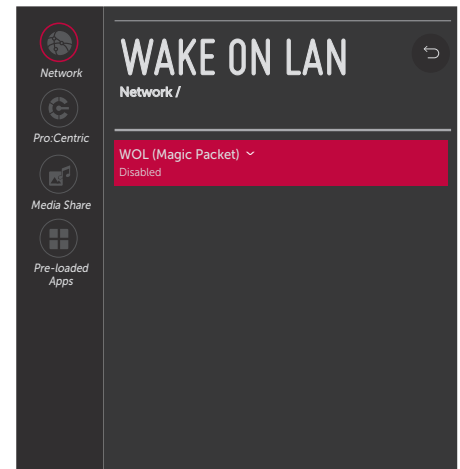 WAKE ON LAN
Network /
Network
Pro:Centric
Media Share
Pre-loaded
Apps
WOL (Magic Packet)
Disabled